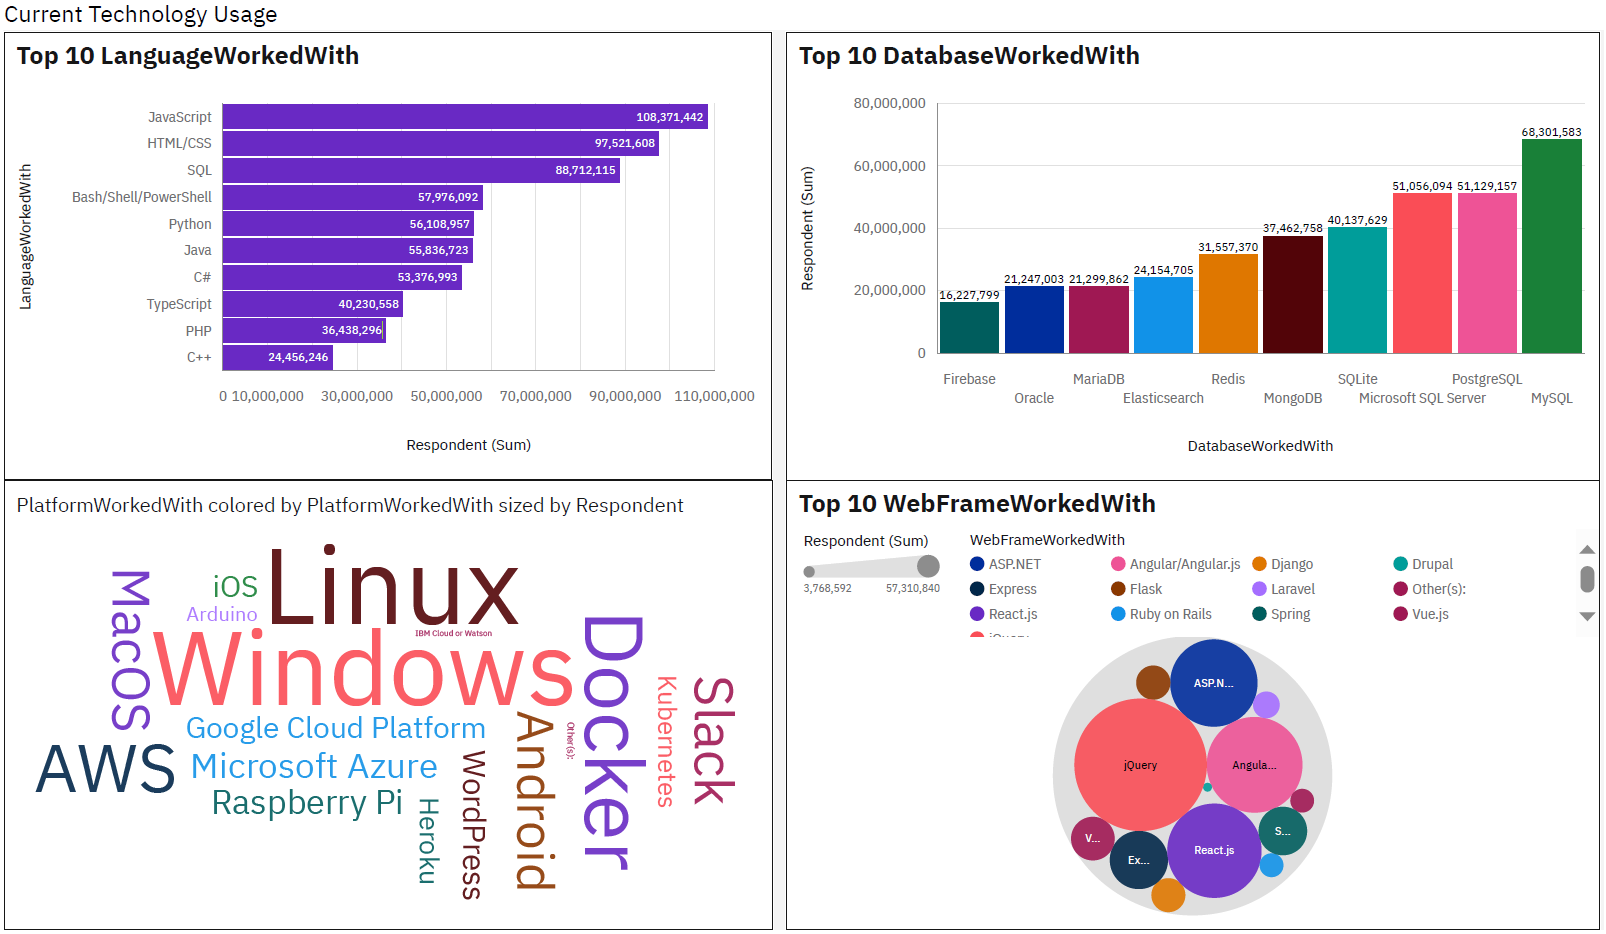 Current Technology Usage
Top 10 LanguageWorkedWith
LanguageWorkedWith
JavaScript 108,371,442
HTML/CSS 97,521,608
SQL 88,712,115
Bash/Shell/PowerShell 57,976,092
Python 56,108,957
Java 55,836,723
C# 53,376,993
TypeScript 40,230,558
PHP 36,438,296
C++ 24,456,246
0 10,000,000 30,000,000 50,000,000 70,000,000 90,000,000 110,000,000
Respondent (Sum)
Top 10 DatabaseWorkedWith
Respondent (Sum)
80,000,000
60,000,000
40,000,000
20,000,000
0
16,227,799 21,247,003 21,299,862 24,154,705 31,557,370 37,462,758 40,137,629 51,056,094 51,129,157 68,301,583
Firebase MariaDB Redis SQLite PostgreSQL
Oracle Elasticsearch MongoDB Microsoft SQL Server MySQL
DatabaseWorkedWith
PlatformWorkedWith colored by PlatformWorkedWith sized by Respondent
MacOS
iOS
Arduino
Linux
IBM Cloud or Watson
Windows
Docker
Kubernetes
Slack
Google Cloud Platform
AWS
Microsoft Azure
Raspberry Pi
Heroku
WordPress
Android
Other(s):
Top 10 WebFrameWorkedWith
Respondent (Sum)
3,768,592 57,310,840
WebFrameWorkedWith
ASP.NET Angular/Angular.js Django Drupal
Express Flask Laravel Other(s):
React.js Ruby on Rails Spring Vue.js
jQuery
ASP.N...
jQuery
Angula...
V...
Ex...
React.js
S...